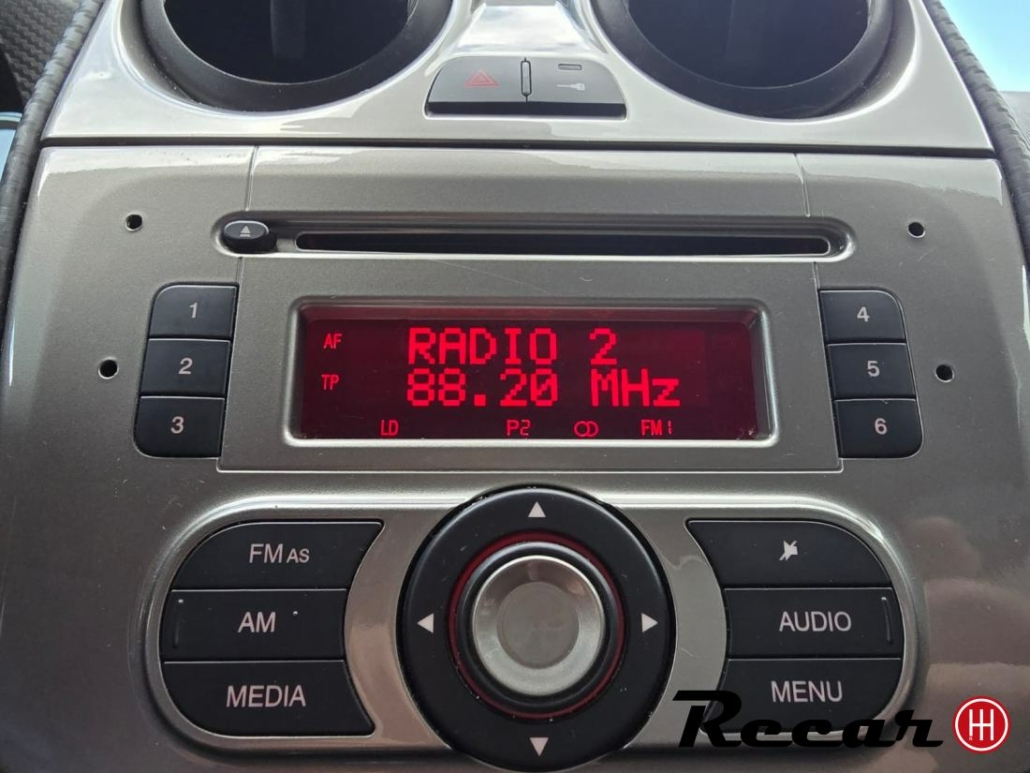 1
2
3
AF
RADIO 2
TP
88.20 MHz
LD P2 FM1
4
5
6
FM AS
AM
MEDIA
AUDIO
MENU
Recar